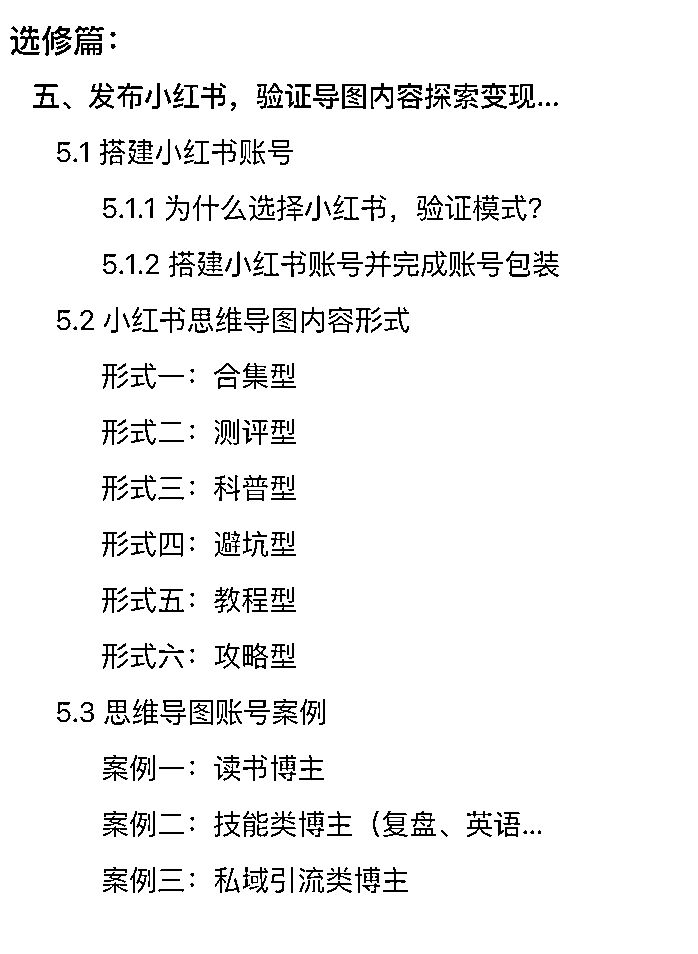 选修篇：
五、发布小红书，验证导图内容探索变现...
5.1 搭建小红书账号
5.1.1 为什么选择小红书，验证模式？
5.1.2 搭建小红书账号并完成账号包装
5.2 小红书思维导图内容形式
形式一：合集型
形式二：测评型
形式三：科普型
形式四：避坑型
形式五：教程型
形式六：攻略型
5.3 思维导图账号案例
案例一：读书博主
案例二：技能类博主（复盘、英语...
案例三：私域引流类博主